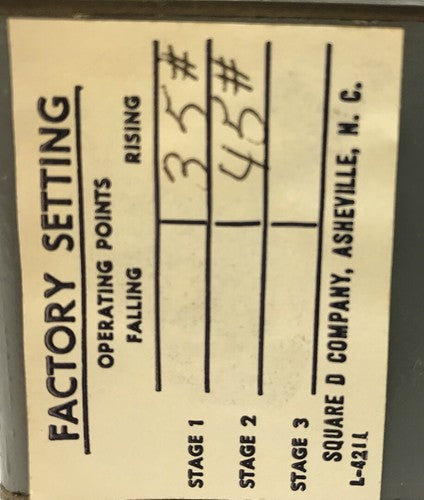 FACTORY SETTING
OPERATING POINTS
FALLING RISING
STAGE 1 35#
STAGE 2 45#
STAGE 3
SQUARE D COMPANY, ASHEVILLE, N. C.
L-4211